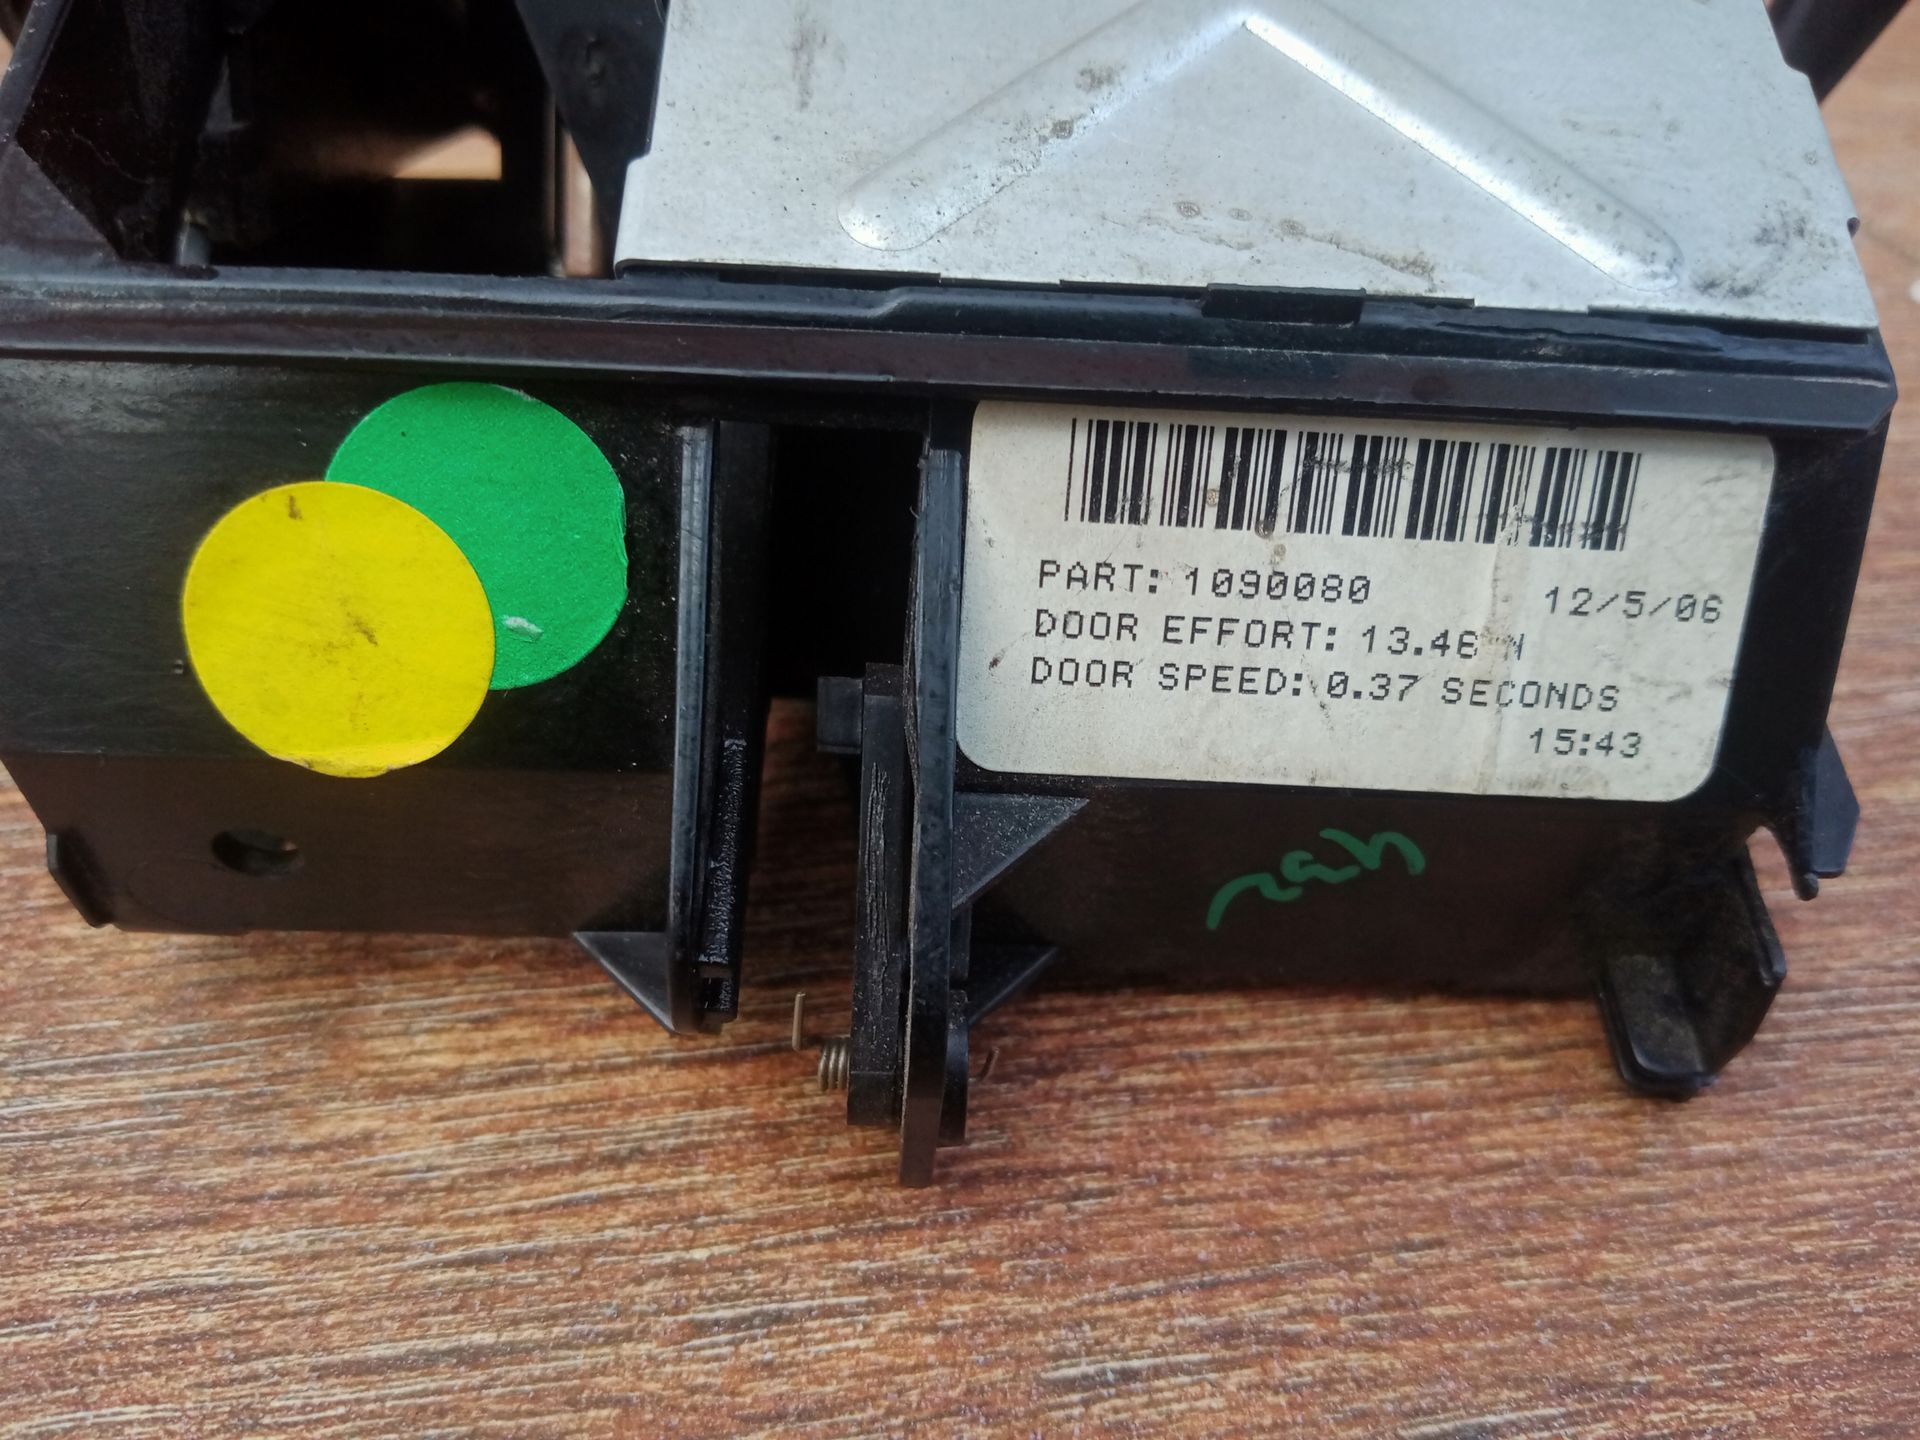 PART: 1090080
12/5/06
DOOR EFFORT: 13.46 N
DOOR SPEED: 0.37 SECONDS
15:43